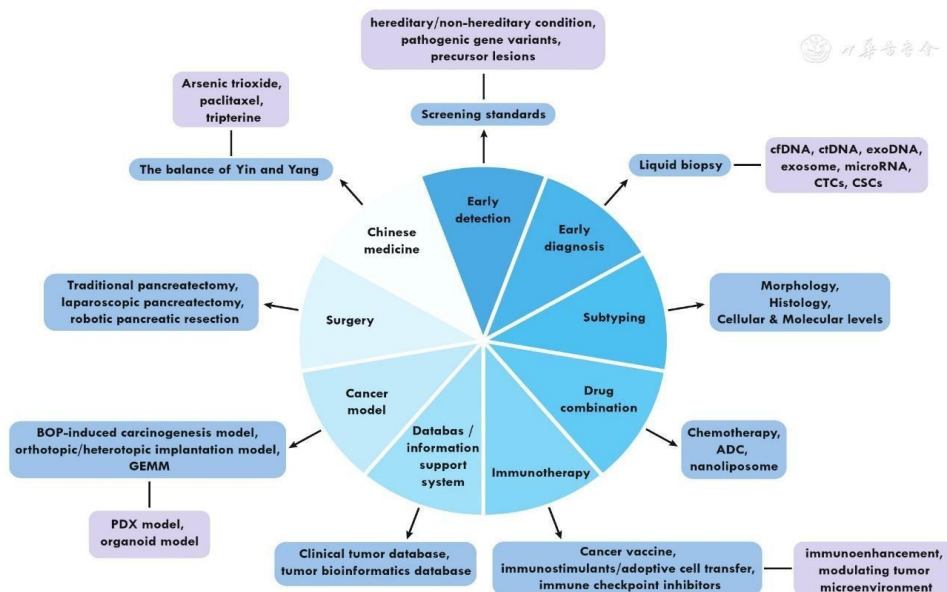 hereditary/non-hereditary condition,
pathogenic gene variants,
precursor lesions
Screening standards
Arsenic trioxide,
paclitaxel,
tripterine
The balance of Yin and Yang
Liquid biopsy
cfDNA, ctDNA, exoDNA,
exosome, microRNA,
CTCs, CSCs
Early
detection
Early
diagnosis
Chinese
medicine
Traditional pancreatectomy,
laparoscopic pancreatectomy,
robotic pancreatic resection
Surgery
Subtyping
Morphology,
Histology,
Cellular & Molecular levels
Cancer
model
Drug
combination
BOP-induced carcinogenesis model,
orthotopic/heterotopic implantation model,
GEMM
Databas /
information
support
system
Immunotherapy
Chemotherapy,
ADC,
nanoliposome
PDX model,
organoid model
Clinical tumor database,
tumor bioinformatics database
Cancer vaccine,
immunostimulants/adoptive cell transfer,
immune checkpoint inhibitors
immunoenhancement,
modulating tumor
microenvironment